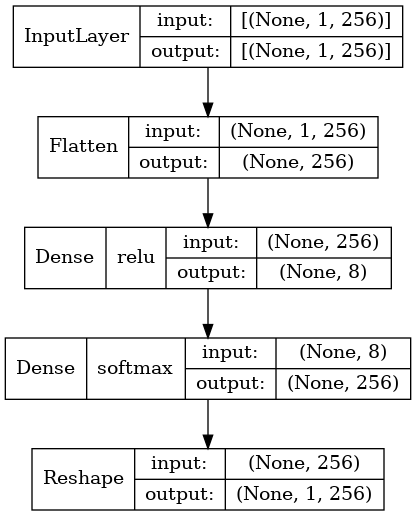 InputLayer
input: [(None, 1, 256)]
output: [(None, 1, 256)]
Flatten
input: (None, 1, 256)
output: (None, 256)
Dense relu
input: (None, 256)
output: (None, 8)
Dense softmax
input: (None, 8)
output: (None, 256)
Reshape
input: (None, 256)
output: (None, 1, 256)